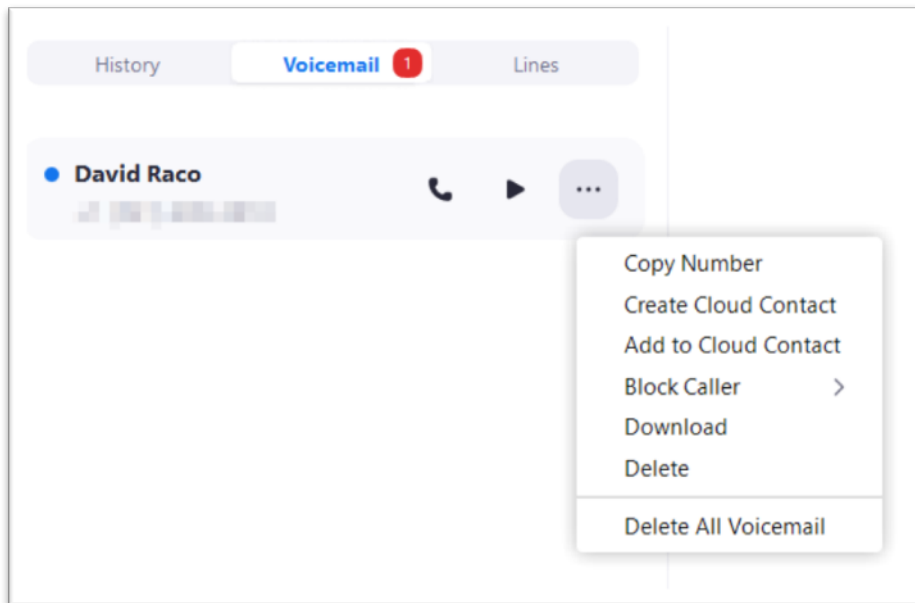 History
Voicemail 1
Lines
David Raco
Copy Number
Create Cloud Contact
Add to Cloud Contact
Block Caller
Download
Delete
Delete All Voicemail